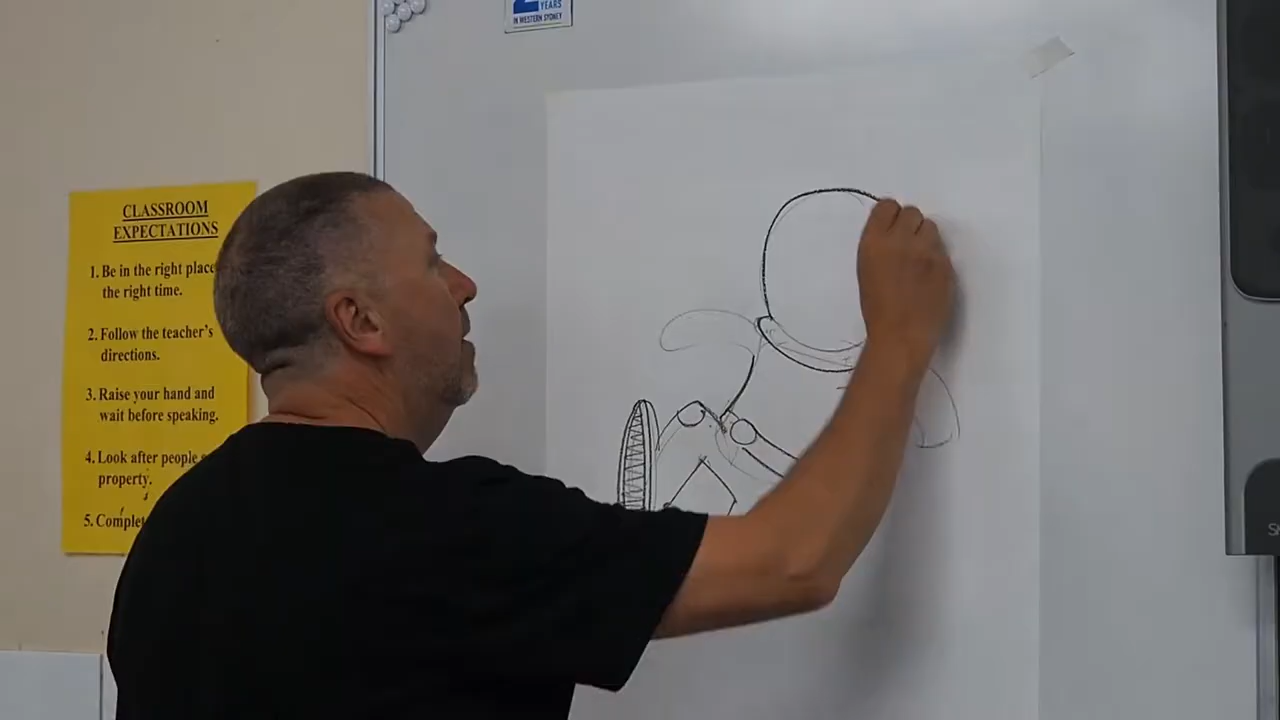 YEARS
IN WESTERN SYDNEY
CLASSROOM
EXPECTATIONS
1. Be in the right place
the right time.
2. Follow the teacher's
directions.
3. Raise your hand and
wait before speaking.
4. Look after people
property.
5. Complet